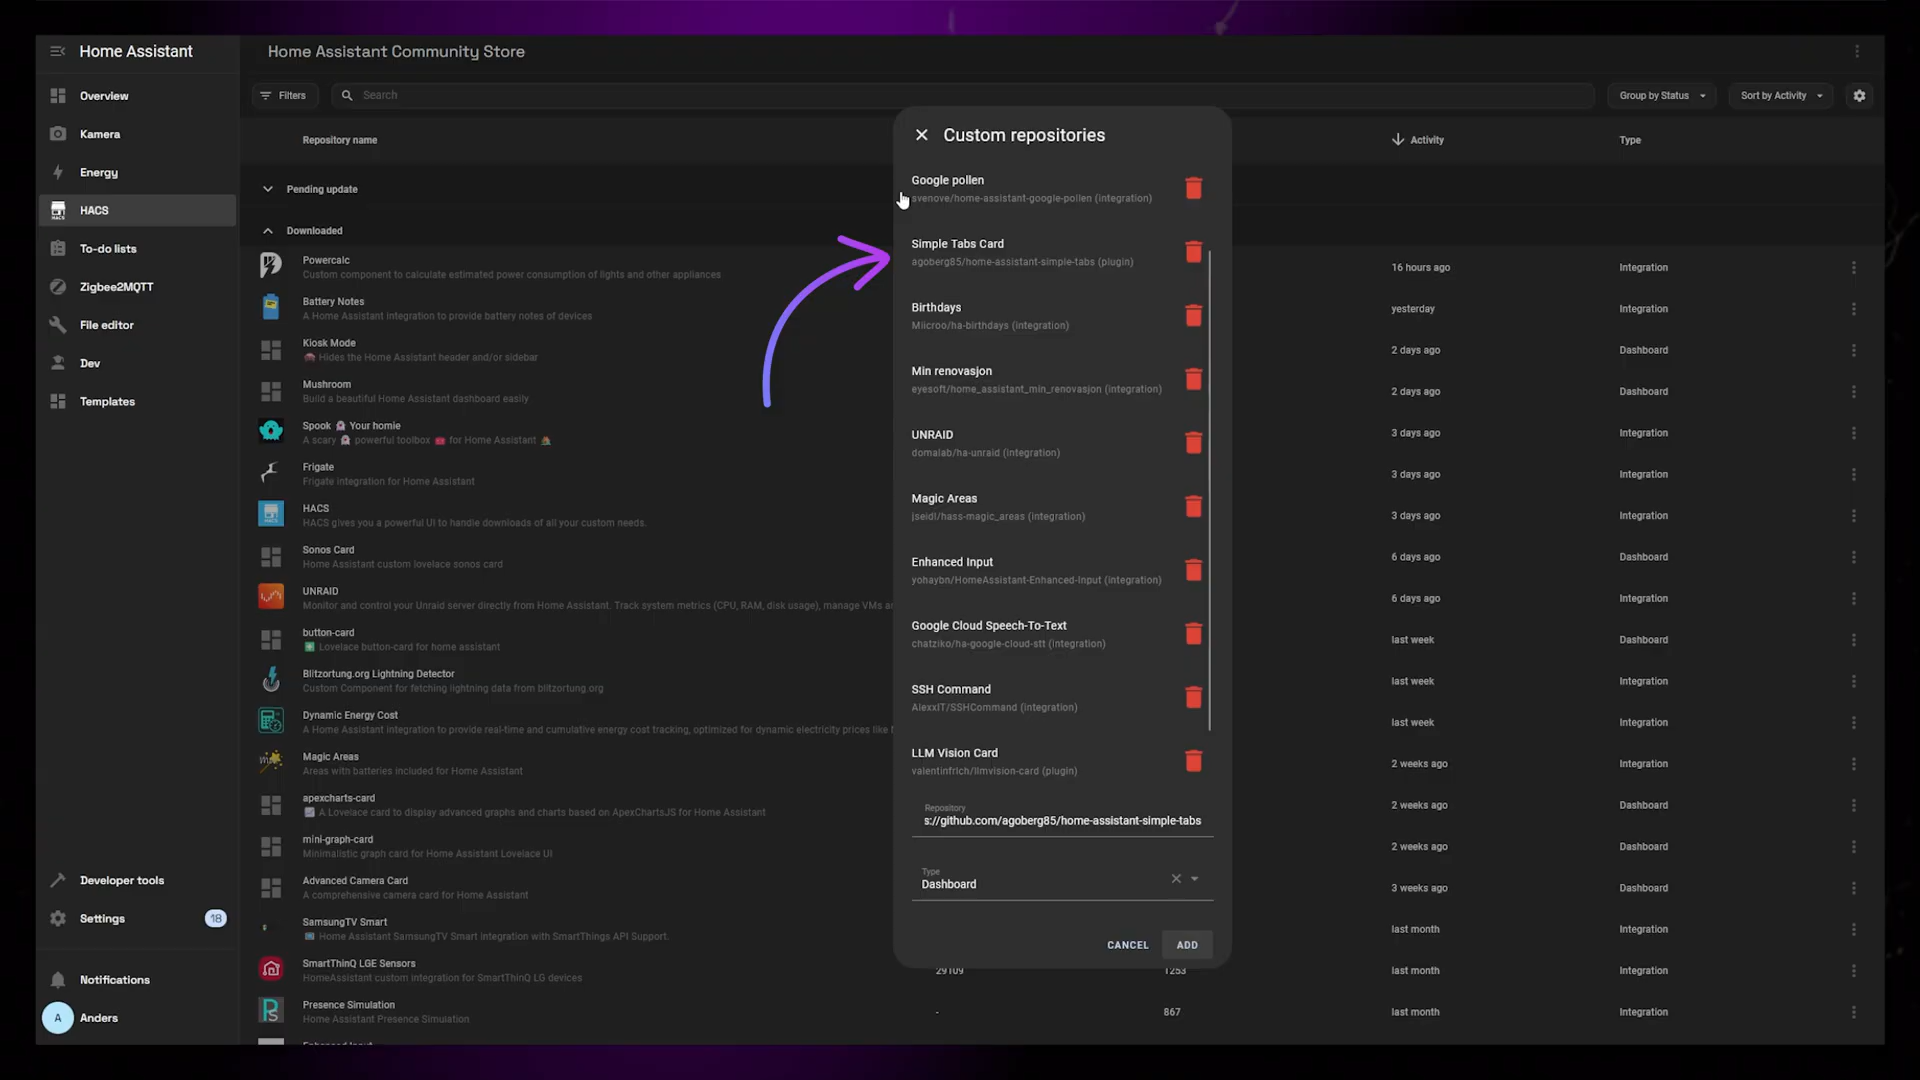 Home Assistant
Home Assistant Community Store
Overview
Kamera
Energy
HACS
To-do lists
Zigbee2MQTT
File editor
Dev
Templates
Developer tools
Settings
18
Notifications
A
Anders
Filters
Search
Group by Status
Sort by Activity
Repository name
Activity
Type
Pending update
Downloaded
Powercalc
Custom component to calculate estimated power consumption of lights and other appliances
16 hours ago
Integration
Battery Notes
A Home Assistant integration to provide battery notes of devices
yesterday
Integration
Kiosk Mode
Hides the Home Assistant header and/or sidebar
2 days ago
Dashboard
Mushroom
Build a beautiful Home Assistant dashboard easily
2 days ago
Dashboard
Spook Your homie
A scary powerful toolbox for Home Assistant
3 days ago
Integration
Frigate
Frigate integration for Home Assistant
3 days ago
Integration
HACS
HACS gives you a powerful UI to handle downloads of all your custom needs.
3 days ago
Integration
Sonos Card
Home Assistant custom lovelace sonos card
6 days ago
Dashboard
UNRAID
Monitor and control your Unraid server directly from Home Assistant. Track system metrics (CPU, RAM, disk usage), manage VMs
6 days ago
Integration
button-card
Lovelace button-card for home assistant
last week
Dashboard
Blitzortung.org Lightning Detector
Custom Component for fetching lightning data from blitzortung.org
last week
Integration
Dynamic Energy Cost
A Home Assistant integration to provide real-time and cumulative energy cost tracking, optimized for dynamic electricity prices like
last week
Integration
Magic Areas
Areas with batteries included for Home Assistant
2 weeks ago
Integration
apexcharts-card
A Lovelace card to display advanced graphs and charts based on ApexChartsJS for Home Assistant
2 weeks ago
Dashboard
mini-graph-card
Minimalistic graph card for Home Assistant Lovelace UI
2 weeks ago
Dashboard
Advanced Camera Card
A comprehensive camera card for Home Assistant
3 weeks ago
Dashboard
SamsungTV Smart
Home Assistant SamsungTV Smart integration with SmartThings API Support.
last month
Integration
SmartThinQ LGE Sensors
HomeAssistant custom integration for SmartThinQ LG devices
29109
1253
last month
Integration
Presence Simulation
Home Assistant Presence Simulation
-
867
last month
Integration
Custom repositories
Google pollen
svenove/home-assistant-google-pollen (integration)
Simple Tabs Card
agoberg85/home-assistant-simple-tabs (plugin)
Birthdays
Miicroo/ha-birthdays (integration)
Min renovasjon
eyesoft/home_assistant_min_renovasjon (integration)
UNRAID
domalab/ha-unraid (integration)
Magic Areas
jseidl/hass-magic_areas (integration)
Enhanced Input
yohaybn/HomeAssistant-Enhanced-Input (integration)
Google Cloud Speech-To-Text
chatziko/ha-google-cloud-stt (integration)
SSH Command
AlexxIT/SSHCommand (integration)
LLM Vision Card
valentinfrich/llmvision-card (plugin)
Repository
s://github.com/agoberg85/home-assistant-simple-tabs
Type
Dashboard
CANCEL
ADD